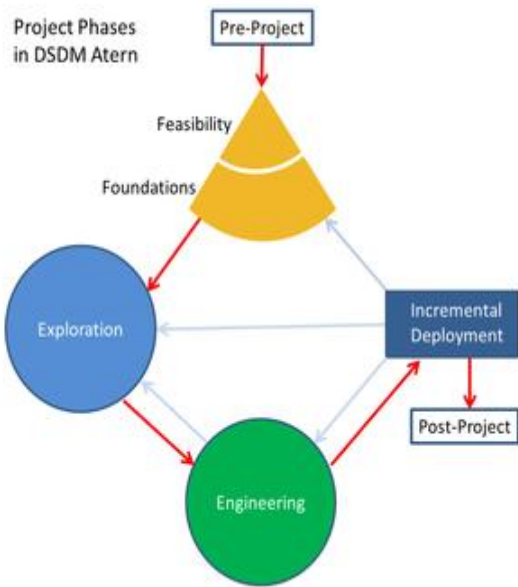 Project Phases
in DSDM Atern
Pre-Project
Feasibility
Foundations
Exploration
Incremental
Deployment
Post-Project
Engineering